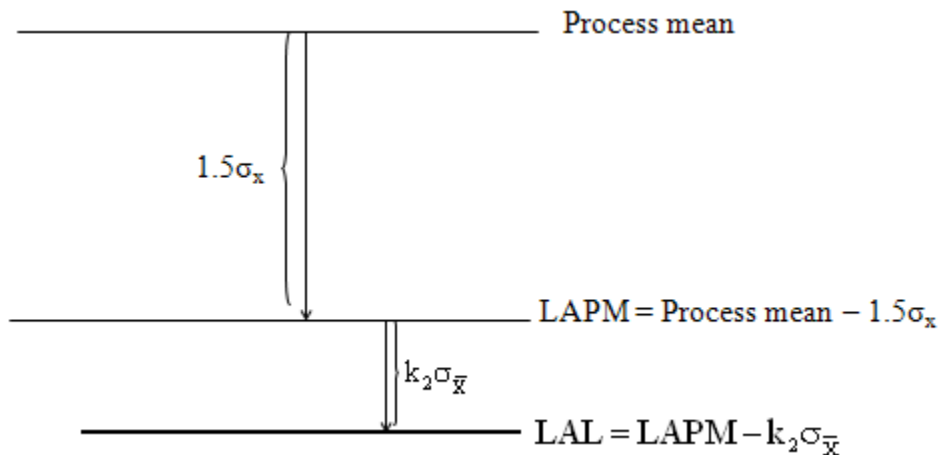 Process mean
1.5σₓ
LAPM = Process mean − 1.5σₓ
k₂σx̅
LAL = LAPM − k₂σx̅